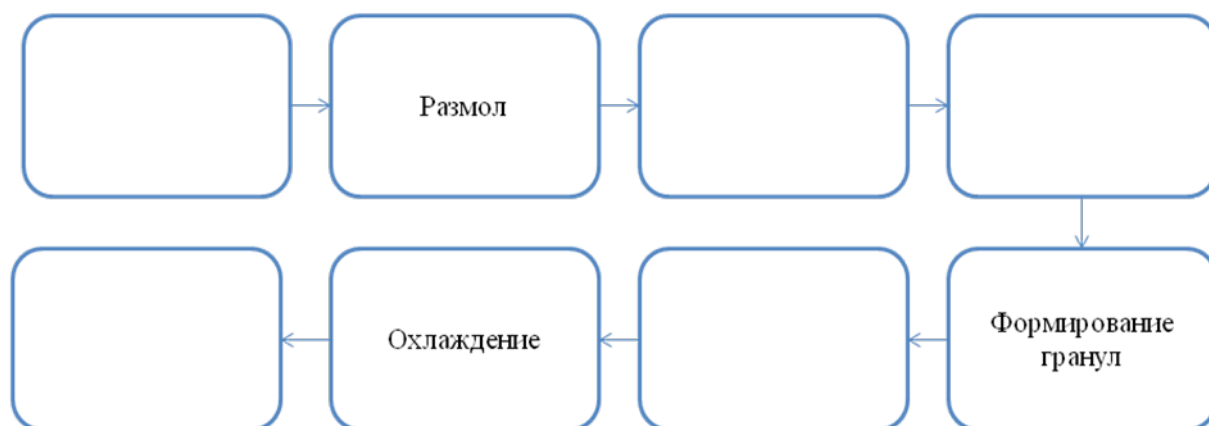 Размол
Охлаждение
Формирование
гранул